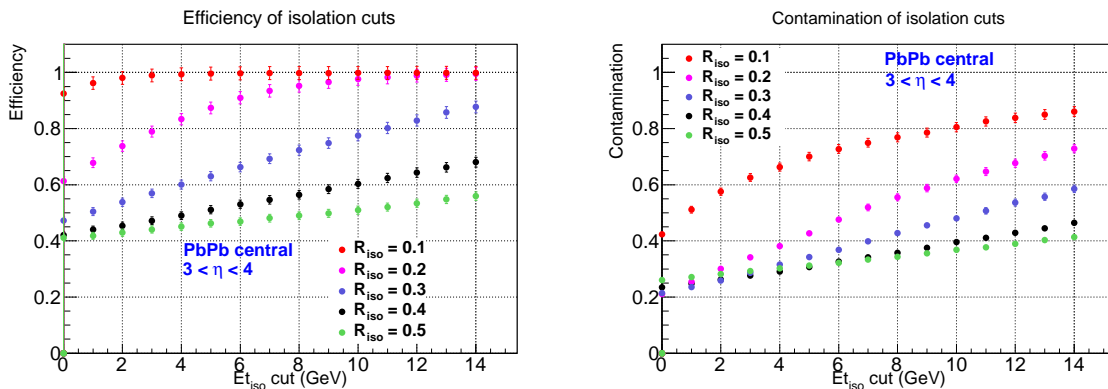 Efficiency of isolation cuts
Efficiency
1
0.8
0.6
0.4
0.2
0
PbPb central
3 < η < 4
R_iso = 0.1
R_iso = 0.2
R_iso = 0.3
R_iso = 0.4
R_iso = 0.5
0 2 4 6 8 10 12 14
Et_iso cut (GeV)
Contamination of isolation cuts
Contamination
1
0.8
0.6
0.4
0.2
0
R_iso = 0.1
R_iso = 0.2
R_iso = 0.3
R_iso = 0.4
R_iso = 0.5
PbPb central
3 < η < 4
0 2 4 6 8 10 12 14
Et_iso cut (GeV)